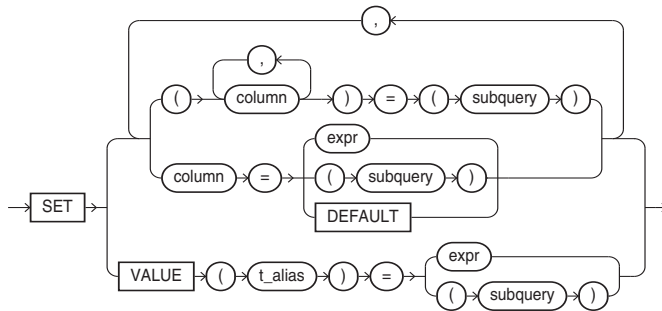 ,
,
( column ) = ( subquery )
expr
column = ( subquery )
DEFAULT
SET
VALUE ( t_alias ) = expr
( subquery )